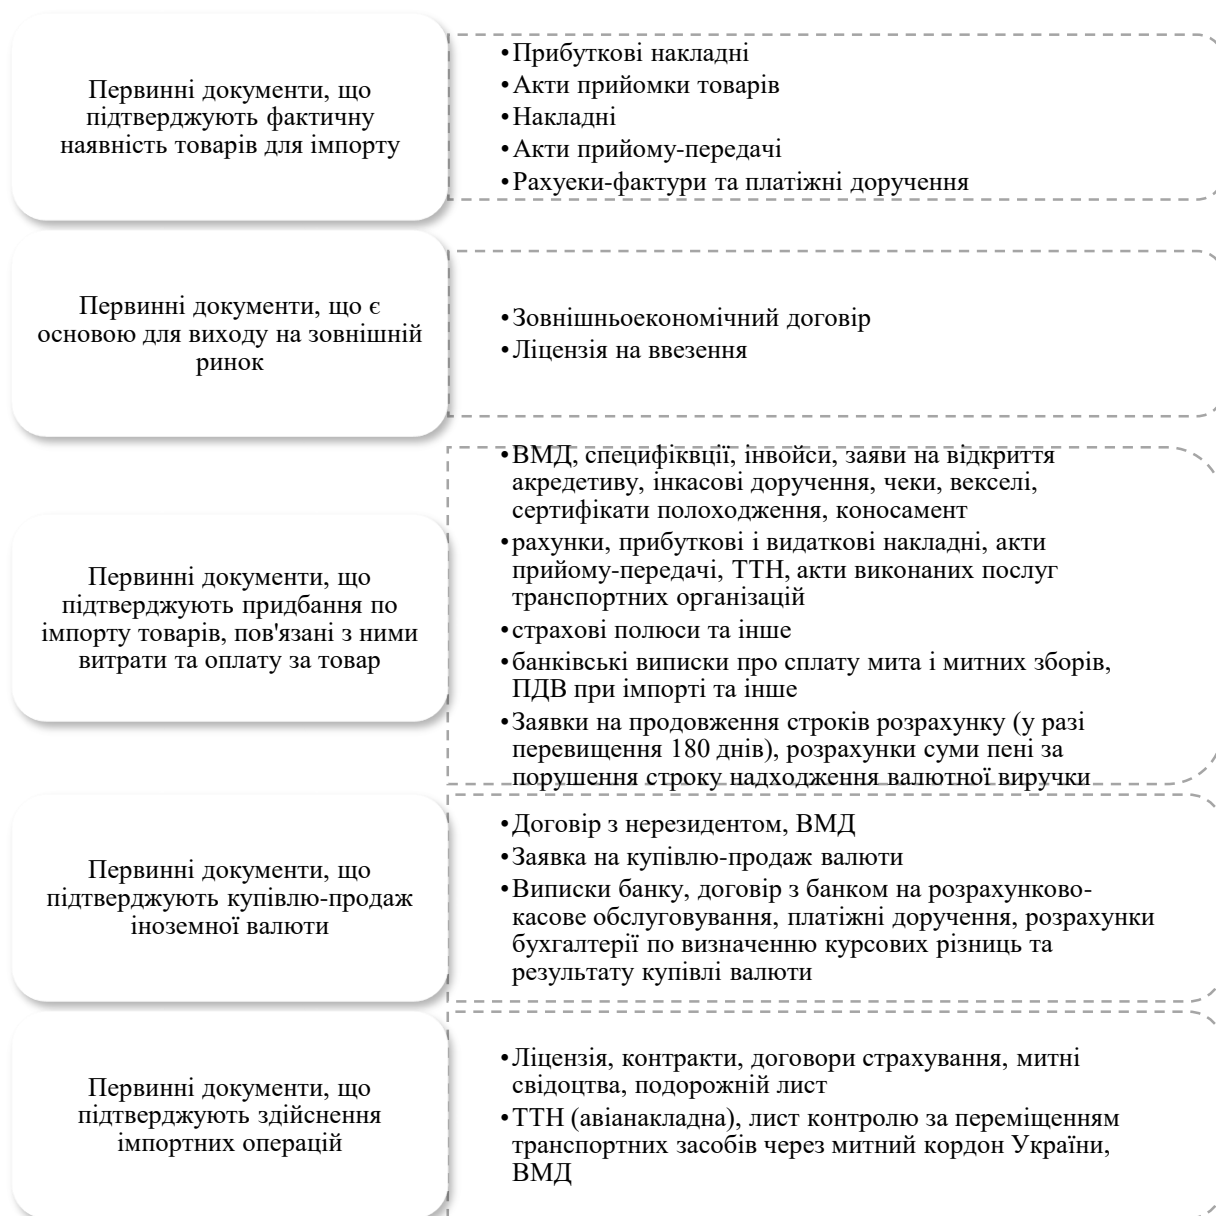 Первинні документи, що
підтверджують фактичну
наявність товарів для імпорту
•Прибуткові накладні
•Акти прийомки товарів
•Накладні
•Акти прийому-передачі
•Рахуеки-фактури та платіжні доручення
Первинні документи, що є
основою для виходу на зовнішній
ринок
•Зовнішньоекономічний договір
•Ліцензія на ввезення
Первинні документи, що
підтверджують придбання по
імпорту товарів, пов'язані з ними
витрати та оплату за товар
•ВМД, специфіквції, інвойси, заяви на відкриття
акредетиву, інкасові доручення, чеки, векселі,
сертифікати полоходження, коносамент
•рахунки, прибуткові і видаткові накладні, акти
прийому-передачі, ТТН, акти виконаних послуг
транспортних організацій
•страхові полюси та інше
•банківські виписки про сплату мита і митних зборів,
ПДВ при імпорті та інше
•Заявки на продовження строків розрахунку (у разі
перевищення 180 днів), розрахунки суми пені за
порушення строку надходження валютної виручки
Первинні документи, що
підтверджують купівлю-продаж
іноземної валюти
•Договір з нерезидентом, ВМД
•Заявка на купівлю-продаж валюти
•Виписки банку, договір з банком на розрахунково-
касове обслуговування, платіжні доручення, розрахунки
бухгалтерії по визначенню курсових різниць та
результату купівлі валюти
Первинні документи, що
підтверджують здійснення
імпортних операцій
•Ліцензія, контракти, договори страхування, митні
свідоцтва, подорожній лист
•ТТН (авіанакладна), лист контролю за переміщенням
транспортних засобів через митний кордон України,
ВМД